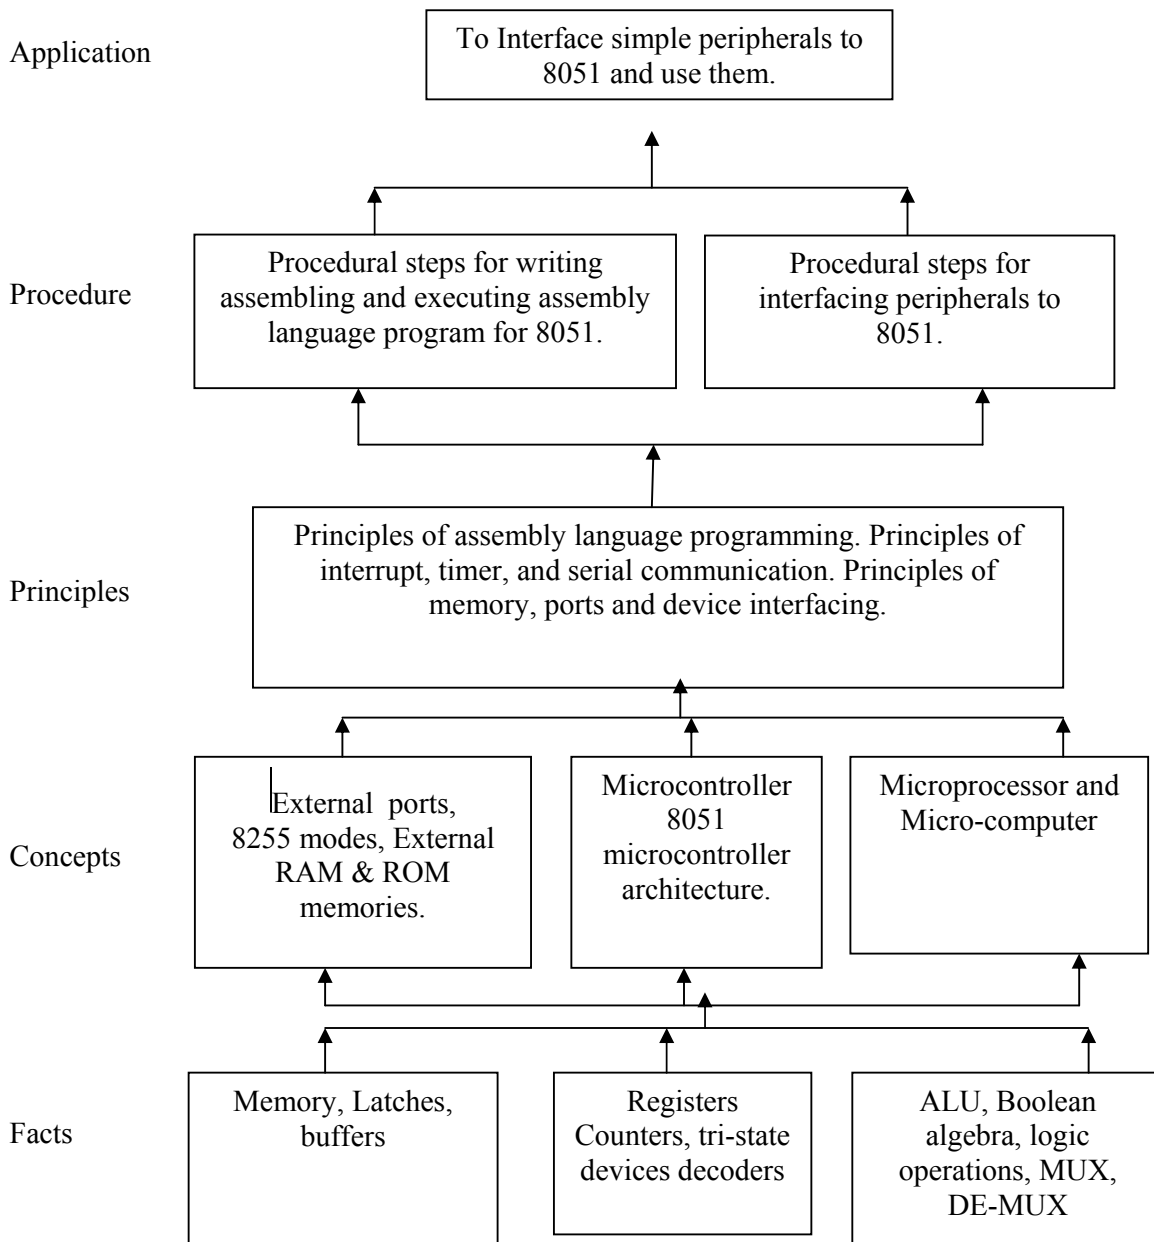 Application
To Interface simple peripherals to
8051 and use them.
Procedure
Procedural steps for writing
assembling and executing assembly
language program for 8051.
Procedural steps for
interfacing peripherals to
8051.
Principles
Principles of assembly language programming. Principles of
interrupt, timer, and serial communication. Principles of
memory, ports and device interfacing.
Concepts
External ports,
8255 modes, External
RAM & ROM
memories.
Microcontroller
8051
microcontroller
architecture.
Microprocessor and
Micro-computer
Facts
Memory, Latches,
buffers
Registers
Counters, tri-state
devices decoders
ALU, Boolean
algebra, logic
operations, MUX,
DE-MUX